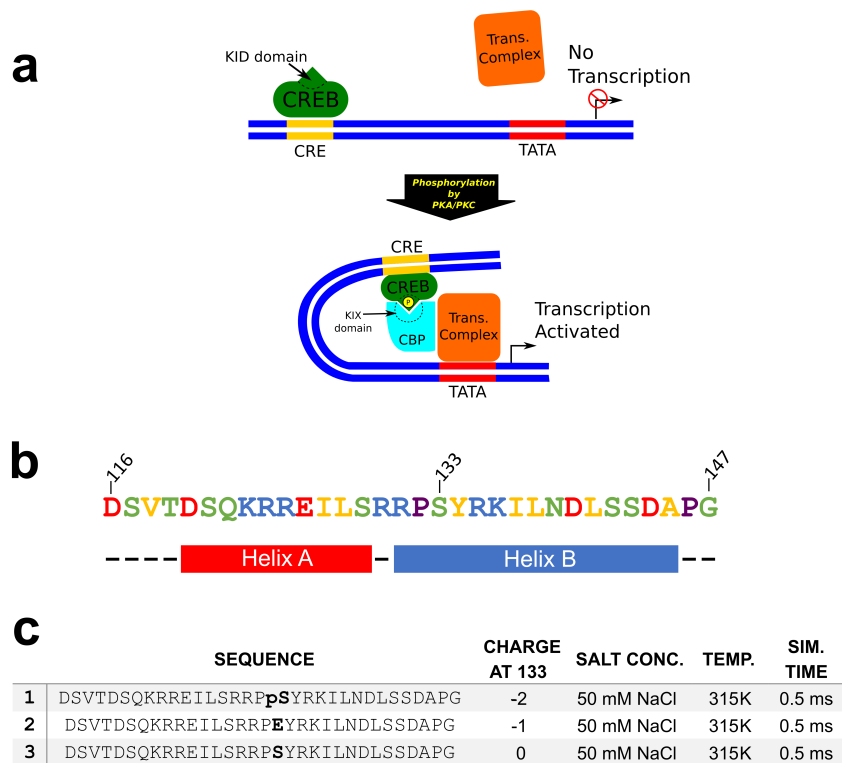 a
KID domain
CREB
CRE
Trans.
Complex
No
Transcription
TATA
Phosphorylation
by
PKA/PKC
CRE
CREB
P
KIX
domain
CBP
Trans.
Complex
Transcription
Activated
TATA
b
116
133
147
DSVTDSQKRREILSRRPSYRKILNDLSSDAPG
Helix A
Helix B
c
SEQUENCE
CHARGE
AT 133
SALT CONC.
TEMP.
SIM.
TIME
1 DSVTDSQKRREILSRRPpSYRKILNDLSSDAPG -2 50 mM NaCl 315K 0.5 ms
2 DSVTDSQKRREILSRRPEYRKILNDLSSDAPG -1 50 mM NaCl 315K 0.5 ms
3 DSVTDSQKRREILSRRPSYRKILNDLSSDAPG 0 50 mM NaCl 315K 0.5 ms